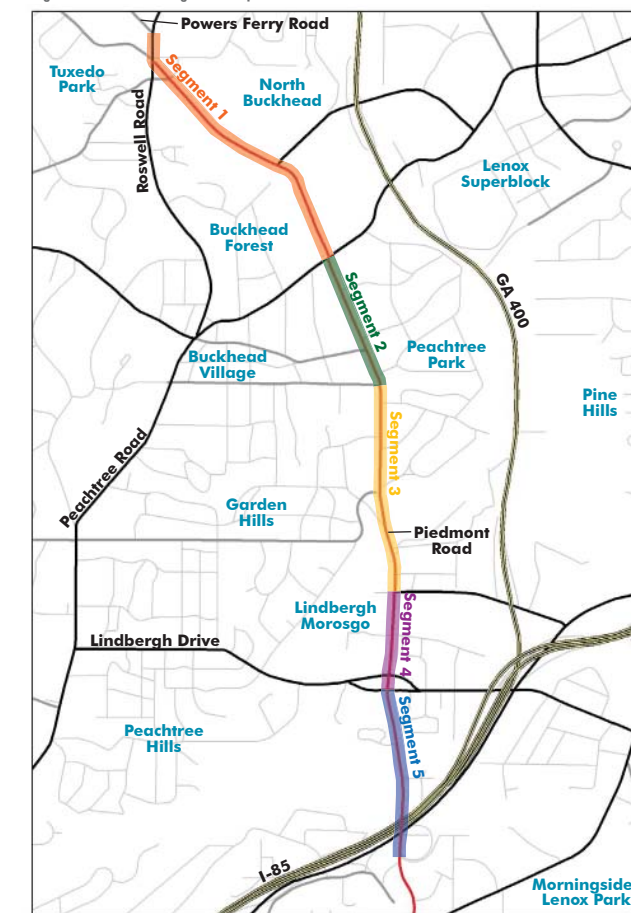 Powers Ferry Road
Tuxedo
Park
Segment 1
North
Buckhead
Roswell Road
Lenox
Superblock
Buckhead
Forest
GA 400
Segment 2
Buckhead
Village
Peachtree
Park
Pine
Hills
Segment 3
Peachtree Road
Garden
Hills
Piedmont
Road
Lindbergh
Morosgo
Segment 4
Lindbergh Drive
Peachtree
Hills
Segment 5
I-85
Morningside
Lenox Park